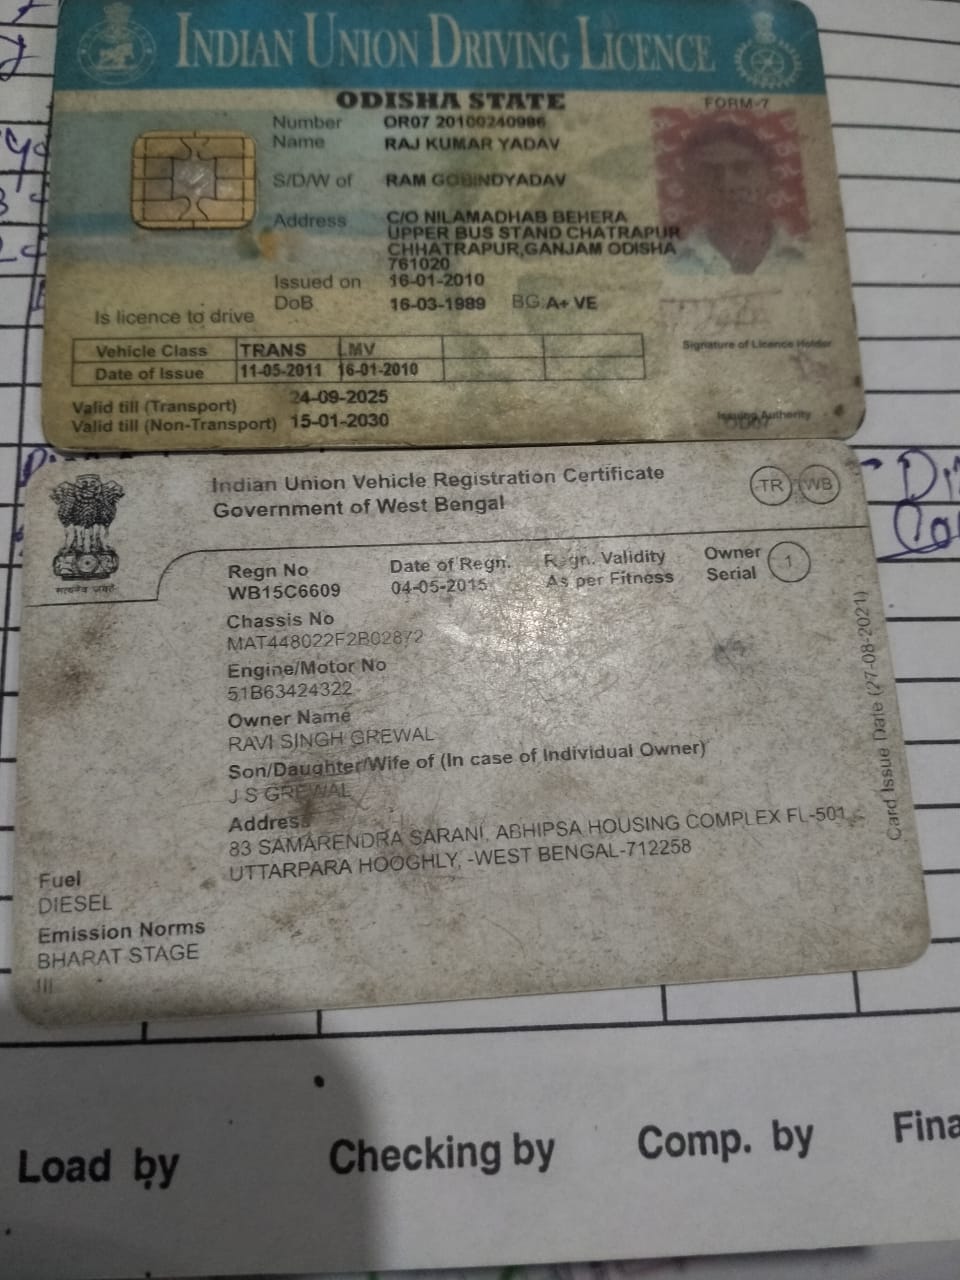 INDIAN UNION DRIVING LICENCE
ODISHA STATE
FORM-7
Number OR07 20100240986
Name RAJ KUMAR YADAV
S/D/W of RAM GOBINDYADAV
Address C/O NILAMADHAB BEHERA
UPPER BUS STAND CHATRAPUR
CHHATRAPUR,GANJAM ODISHA
761020
Issued on 16-01-2010
DoB 16-03-1989 BG:A+ VE
Is licence to drive
Signature of Licence Holder
Vehicle Class TRANS LMV
Date of Issue 11-05-2011 16-01-2010
Valid till (Transport) 24-09-2025
Valid till (Non-Transport) 15-01-2030
Issuing Authority
Indian Union Vehicle Registration Certificate
Government of West Bengal
TR WB
सत्यमेव जयते
Regn No Date of Regn. Regn. Validity Owner
WB15C6609 04-05-2015 As per Fitness Serial 1
Chassis No
MAT448022F2B02872
Engine/Motor No
51B63424322
Owner Name
RAVI SINGH GREWAL
Son/Daughter/Wife of (In case of Individual Owner)
J S GREWAL
Address
83 SAMARENDRA SARANI, ABHIPSA HOUSING COMPLEX FL-501,
UTTARPARA HOOGHLY, -WEST BENGAL-712258
Card Issue Date (27-08-2021)
Fuel
DIESEL
Emission Norms
BHARAT STAGE
III
Load by Checking by Comp. by